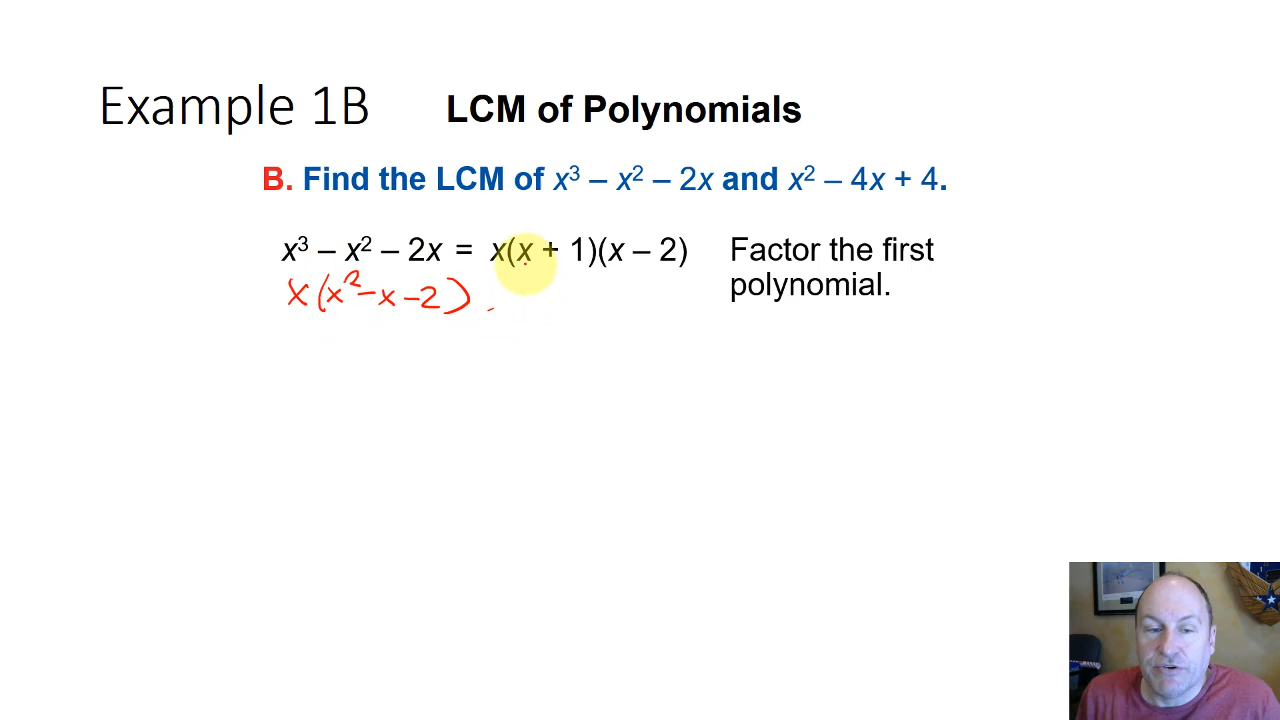 Example 1B LCM of Polynomials
B. Find the LCM of x³ – x² – 2x and x² – 4x + 4.
x³ – x² – 2x = x(x + 1)(x – 2) Factor the first
polynomial.
x(x²-x-2)